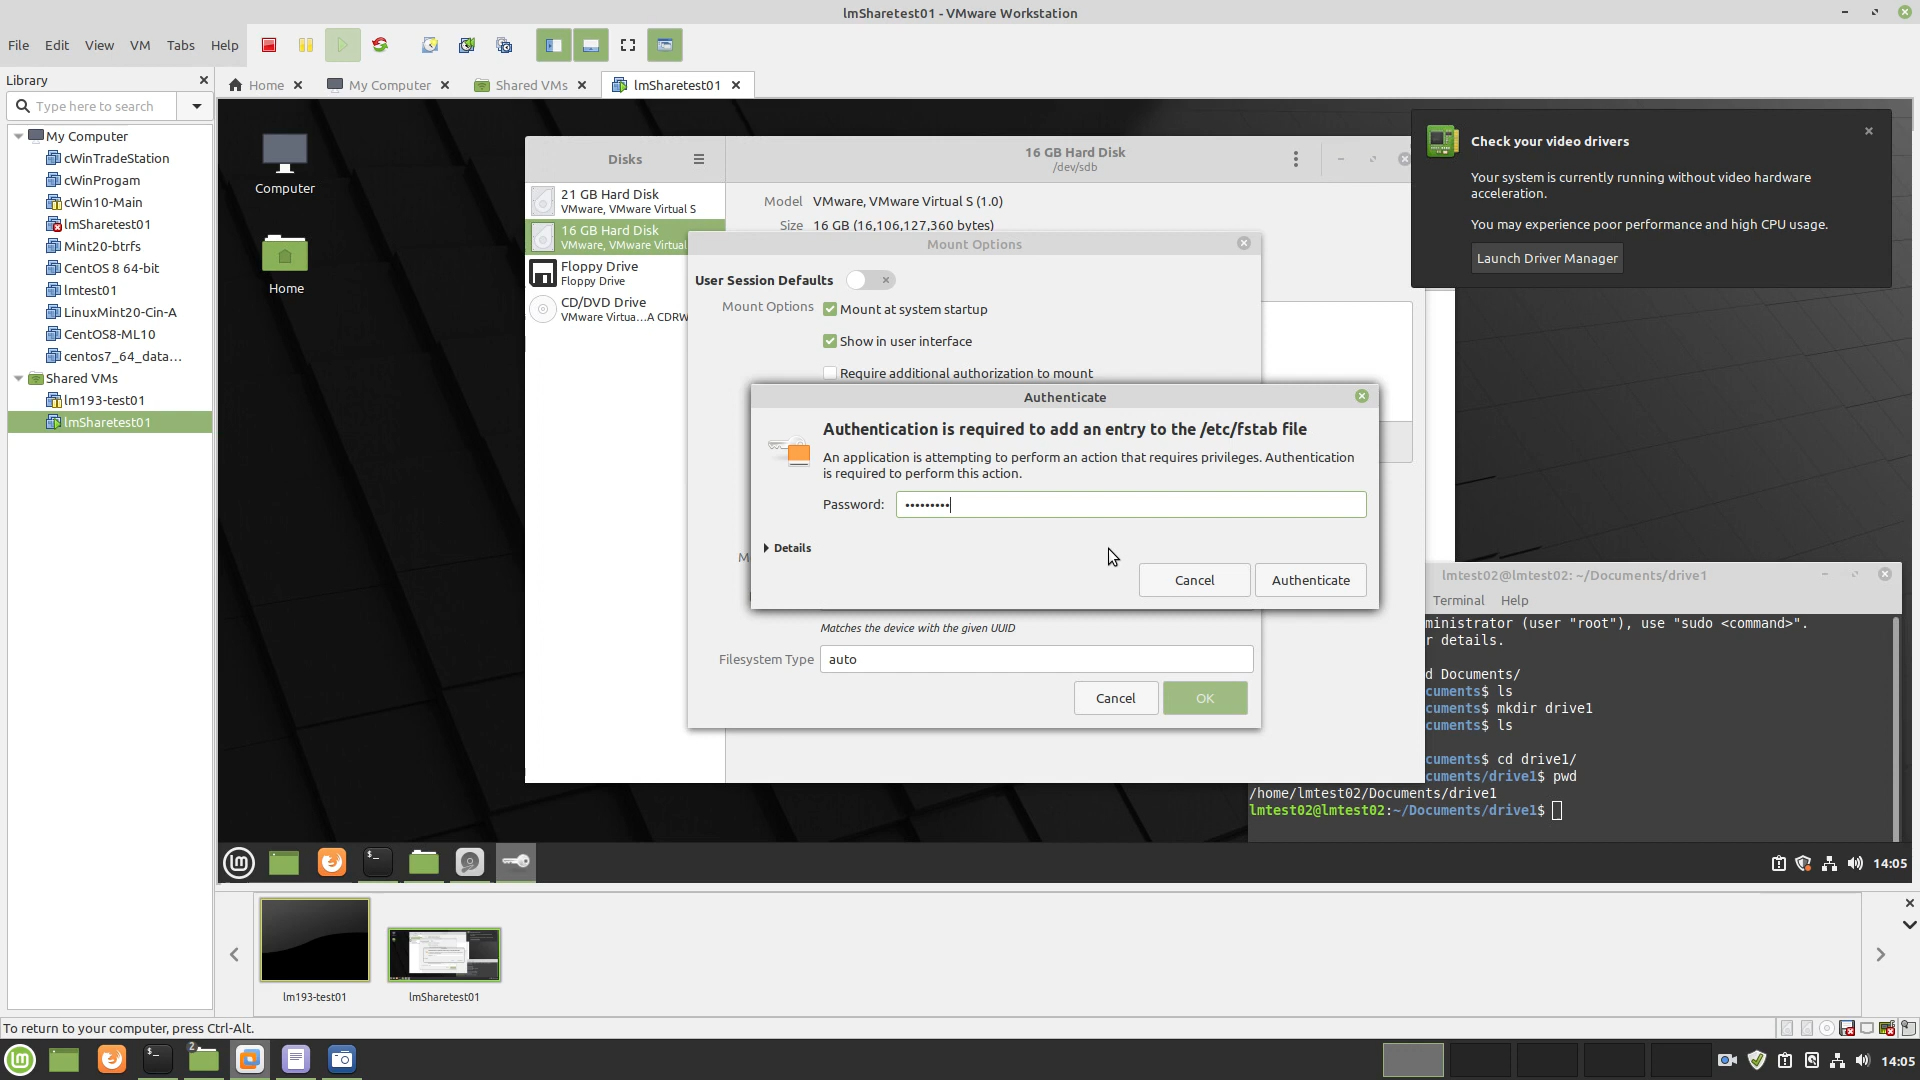 lmSharetest01 - VMware Workstation
File Edit View VM Tabs Help
Library
Home My Computer Shared VMs lmSharetest01
Type here to search
My Computer
cWinTradeStation
cWinProgam
cWin10-Main
lmSharetest01
Mint20-btrfs
CentOS 8 64-bit
lmtest01
LinuxMint20-Cin-A
CentOS8-ML10
centos7_64_data...
Shared VMs
lm193-test01
lmSharetest01
Computer
Home
Disks
16 GB Hard Disk
/dev/sdb
21 GB Hard Disk
VMware, VMware Virtual S
16 GB Hard Disk
VMware, VMware Virtual
Floppy Drive
Floppy Drive
CD/DVD Drive
VMware Virtua...A CDRW
Model VMware, VMware Virtual S (1.0)
Size 16 GB (16,106,127,360 bytes)
Check your video drivers
Your system is currently running without video hardware
acceleration.
You may experience poor performance and high CPU usage.
Launch Driver Manager
Mount Options
User Session Defaults
Mount Options Mount at system startup
Show in user interface
Require additional authorization to mount
Authenticate
Authentication is required to add an entry to the /etc/fstab file
An application is attempting to perform an action that requires privileges. Authentication
is required to perform this action.
Password: •••••••••
Details
Cancel Authenticate
M
Matches the device with the given UUID
Filesystem Type auto
Cancel OK
lmtest02@lmtest02: ~/Documents/drive1
Terminal Help
ministrator (user "root"), use "sudo <command>".
r details.
d Documents/
cuments$ ls
cuments$ mkdir drive1
cuments$ ls
cuments$ cd drive1/
cuments/drive1$ pwd
/home/lmtest02/Documents/drive1
lmtest02@lmtest02:~/Documents/drive1$
14:05
lm193-test01
lmSharetest01
To return to your computer, press Ctrl-Alt.
2
14:05